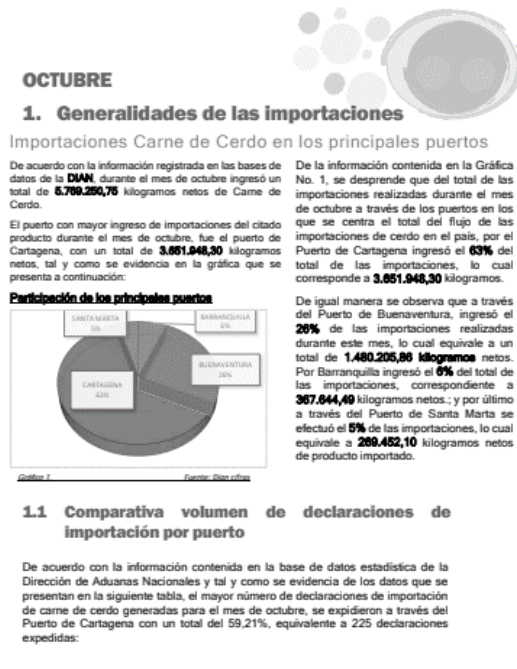 OCTUBRE
1. Generalidades de las importaciones
Importaciones Carne de Cerdo en los principales puertos
De acuerdo con la información registrada en las bases de
datos de la DIAN, durante el mes de octubre ingresó un
total de 5.769.250,75 kilogramos netos de Carne de
Cerdo.
El puerto con mayor ingreso de importaciones del citado
producto durante el mes de octubre, fue el puerto de
Cartagena, con un total de 3.651.948,30 kilogramos
netos, tal y como se evidencia en la gráfica que se
presenta a continuación:
Participación de los principales puertos
SANTA MARTA
5%
BARRANQUILLA
6%
BUENAVENTURA
26%
CARTAGENA
63%
Gráfico 1.
Fuente: Dian cifras
De la información contenida en la Gráfica
No. 1, se desprende que del total de las
importaciones realizadas durante el mes
de octubre a través de los puertos en los
que se centra el total del flujo de las
importaciones de cerdo en el país, por el
Puerto de Cartagena ingresó el 63% del
total de las importaciones, lo cual
corresponde a 3.651.948,30 kilogramos.
De igual manera se observa que a través
del Puerto de Buenaventura, ingresó el
26% de las importaciones realizadas
durante este mes, lo cual equivale a un
total de 1.480.205,86 kilogramos netos.
Por Barranquilla ingresó el 6% del total de
las importaciones, correspondiente a
367.644,49 kilogramos netos.; y por último
a través del Puerto de Santa Marta se
efectuó el 5% de las importaciones, lo cual
equivale a 269.452,10 kilogramos netos
de producto importado.
1.1 Comparativa volumen de declaraciones de
importación por puerto
De acuerdo con la información contenida en la base de datos estadística de la
Dirección de Aduanas Nacionales y tal y como se evidencia de los datos que se
presentan en la siguiente tabla, el mayor número de declaraciones de importación
de carne de cerdo generadas para el mes de octubre, se expidieron a través del
Puerto de Cartagena con un total del 59,21%, equivalente a 225 declaraciones
expedidas: